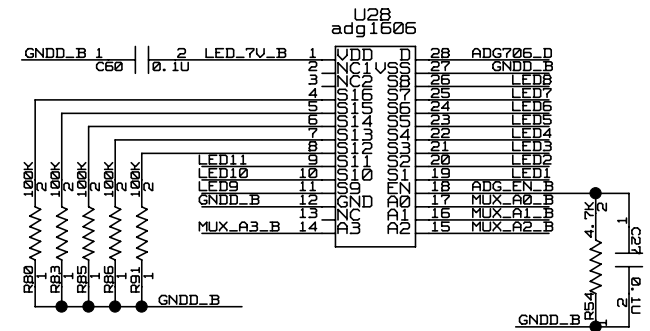 U28
adg1606
GNDD_B 1 2 LED_7V_B 1 VDD D 28 ADG706_D
C60 0.1U 2 NC1 VSS 27 GNDD_B
3 NC2 S8 26 LED8
4 S16 S7 25 LED7
5 S15 S6 24 LED6
6 S14 S5 23 LED5
7 S13 S4 22 LED4
8 S12 S3 21 LED3
LED11 9 S11 S2 20 LED2
LED10 10 S10 S1 19 LED1
LED9 11 S9 EN 18 ADG_EN_B
GNDD_B 12 GND A0 17 MUX_A0_B
13 NC A1 16 MUX_A1_B
MUX_A3_B 14 A3 A2 15 MUX_A2_B
100K 2 100K 2 100K 2 100K 2 100K 2
R80 1 R83 1 R85 1 R86 1 R91 1
GNDD_B
4.7K 2
R54 1
1 C27
2 0.1U
GNDD_B